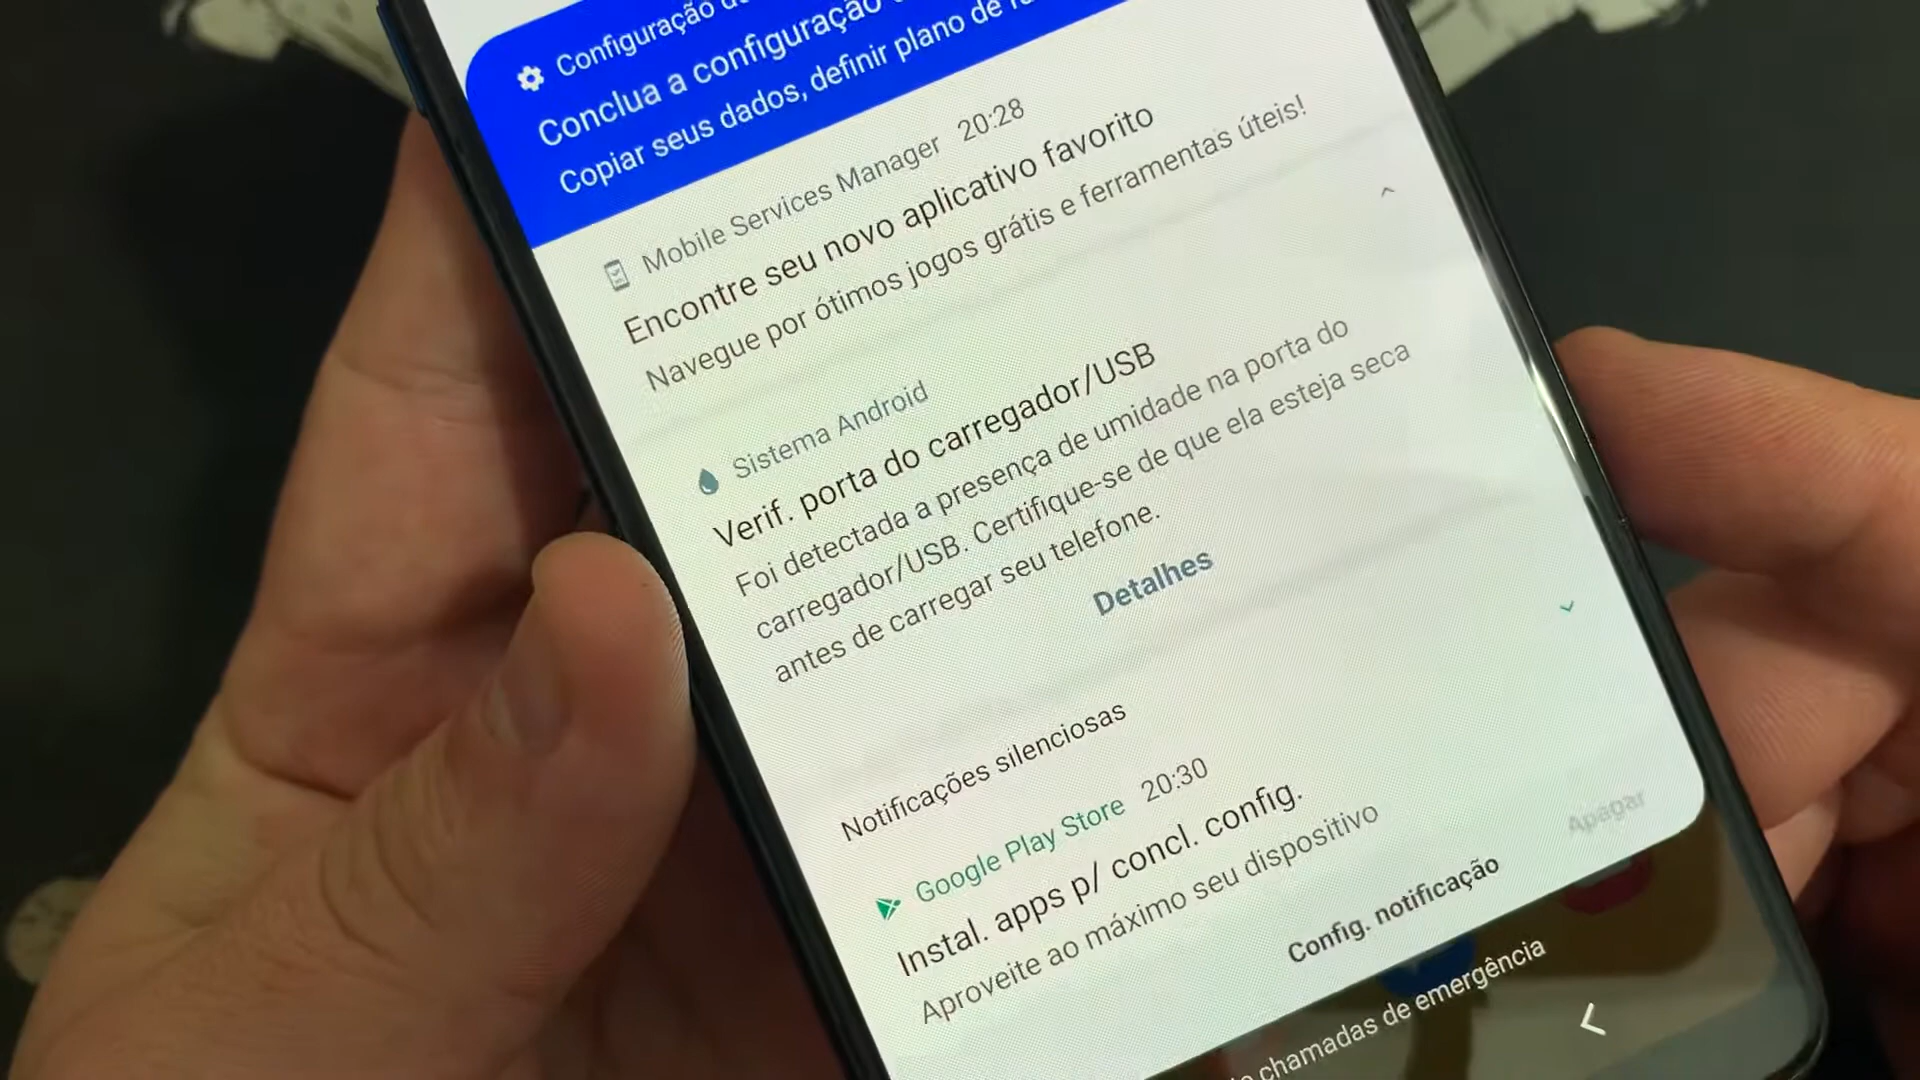 Configuração
Conclua a configuração
Copiar seus dados, definir plano de
Mobile Services Manager 20:28
Encontre seu novo aplicativo favorito
Navegue por ótimos jogos grátis e ferramentas úteis!
Sistema Android
Verif. porta do carregador/USB
Foi detectada a presença de umidade na porta do
carregador/USB. Certifique-se de que ela esteja seca
antes de carregar seu telefone.
Detalhes
Notificações silenciosas
Google Play Store 20:30
Instal. apps p/ concl. config.
Aproveite ao máximo seu dispositivo
Config. notificação
Apagar
chamadas de emergência